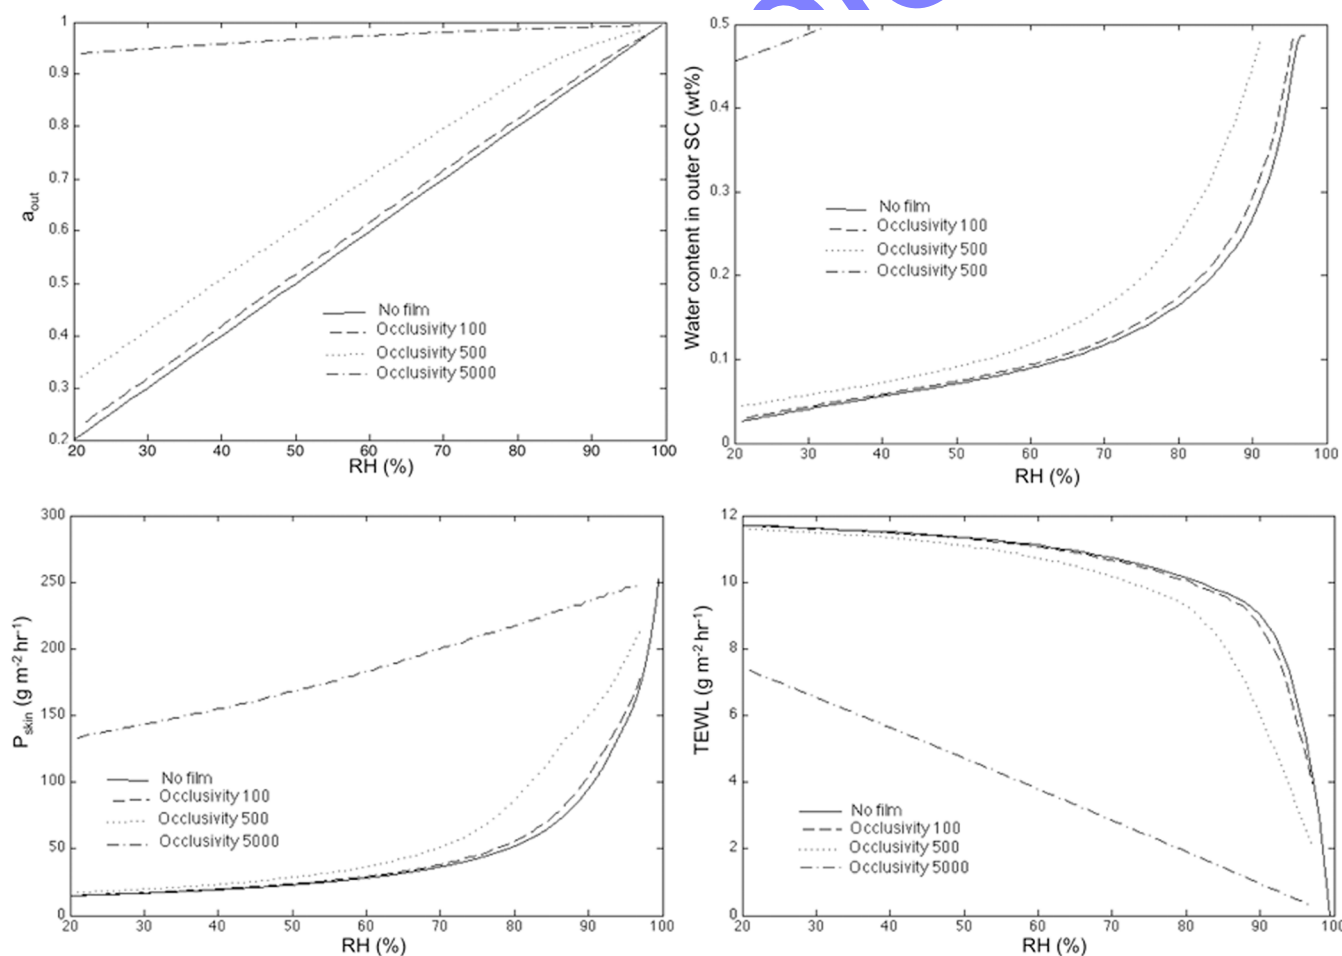 1
0.9
0.8
0.7
0.6
0.5
0.4
0.3
0.2
a_out
20 30 40 50 60 70 80 90 100
RH (%)
No film
Occlusivity 100
Occlusivity 500
Occlusivity 5000
0.5
0.4
0.3
0.2
0.1
0
Water content in outer SC (wt%)
20 30 40 50 60 70 80 90 100
RH (%)
No film
Occlusivity 100
Occlusivity 500
Occlusivity 500
300
250
200
150
100
50
0
P_skin (g m⁻² hr⁻¹)
20 30 40 50 60 70 80 90 100
RH (%)
No film
Occlusivity 100
Occlusivity 500
Occlusivity 5000
12
10
8
6
4
2
0
TEWL (g m⁻² hr⁻¹)
20 30 40 50 60 70 80 90 100
RH (%)
No film
Occlusivity 100
Occlusivity 500
Occlusivity 5000